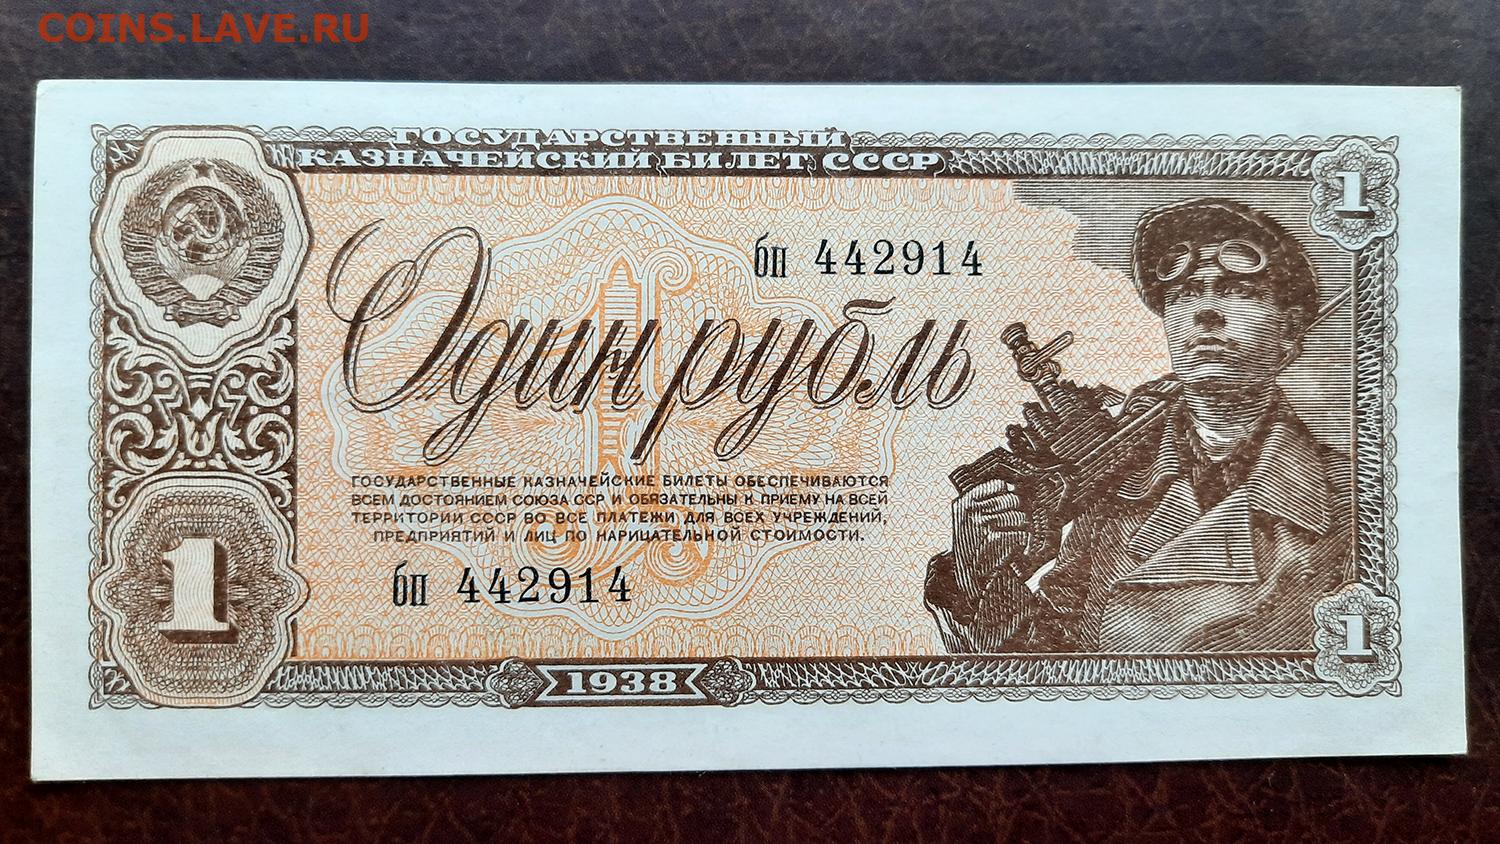 COINS.LAVE.RU
ГОСУДАРСТВЕННЫЙ
КАЗНАЧЕЙСКИЙ БИЛЕТ СССР
1
бп 442914
Один рубль
ГОСУДАРСТВЕННЫЕ КАЗНАЧЕЙСКИЕ БИЛЕТЫ ОБЕСПЕЧИВАЮТСЯ
ВСЕМ ДОСТОЯНИЕМ СОЮЗА ССР И ОБЯЗАТЕЛЬНЫ К ПРИЕМУ НА ВСЕЙ
ТЕРРИТОРИИ СССР ВО ВСЕ ПЛАТЕЖИ ДЛЯ ВСЕХ УЧРЕЖДЕНИЙ,
ПРЕДПРИЯТИЙ И ЛИЦ ПО НАРИЦАТЕЛЬНОЙ СТОИМОСТИ.
1
бп 442914
1
1938